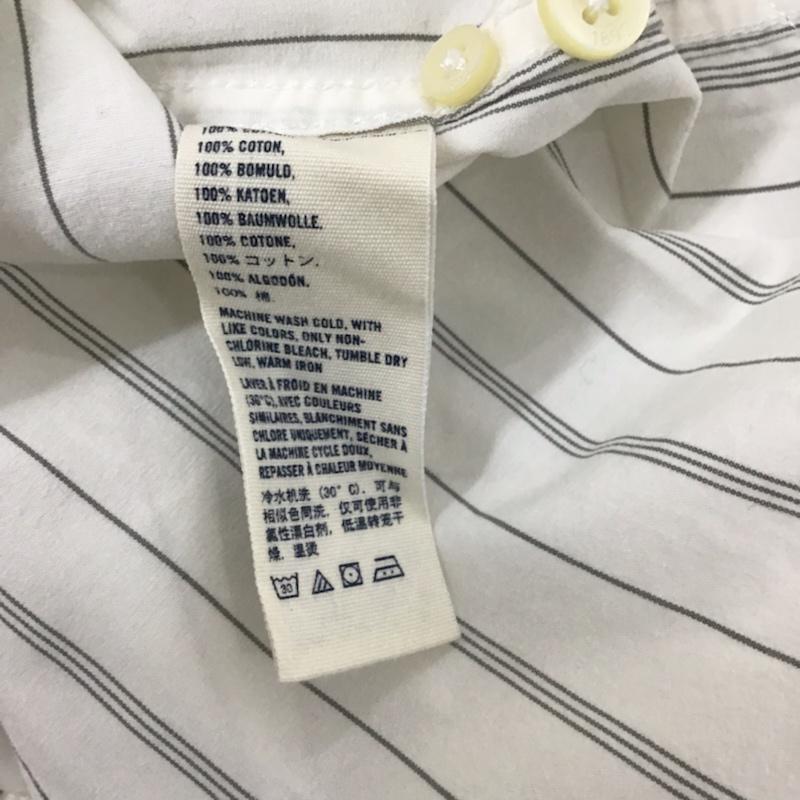 100%
100% COTON,
100% BOMULD,
100% KATOEN,
100% BAUMWOLLE,
100% COTONE,
100% コットン,
100% ALGODÓN.
100% 棉
MACHINE WASH COLD, WITH
LIKE COLORS, ONLY NON-
CHLORINE BLEACH, TUMBLE DRY
LOW, WARM IRON
LAVER À FROID EN MACHINE
(30°C), AVEC COULEURS
SIMILAIRES, BLANCHIMENT SANS
CHLORE UNIQUEMENT, SÉCHER À
LA MACHINE CYCLE DOUX,
REPASSER À CHALEUR MOYENNE
冷水机洗 (30° C), 可与
相似色同洗, 仅可使用非
氯性漂白剂, 低温转笼干
燥, 温烫
30